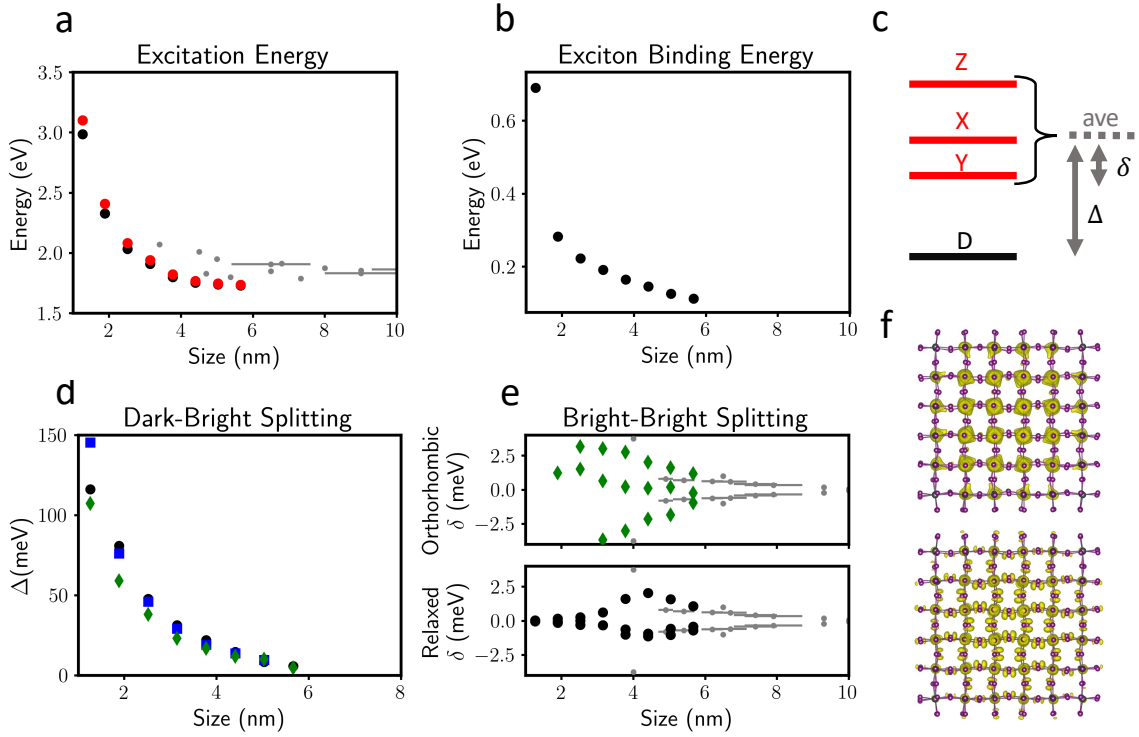 a
Excitation Energy
3.5
3.0
2.5
2.0
1.5
Energy (eV)
2
4
6
8
10
Size (nm)
b
Exciton Binding Energy
0.6
0.4
0.2
Energy (eV)
2
4
6
8
10
Size (nm)
c
Z
X
Y
D
ave
δ
Δ
d
Dark-Bright Splitting
150
100
50
0
Δ(meV)
2
4
6
8
Size (nm)
e
Bright-Bright Splitting
Orthorhombic
δ (meV)
2.5
0.0
−2.5
Relaxed
δ (meV)
2.5
0.0
−2.5
2
4
6
8
10
Size (nm)
f